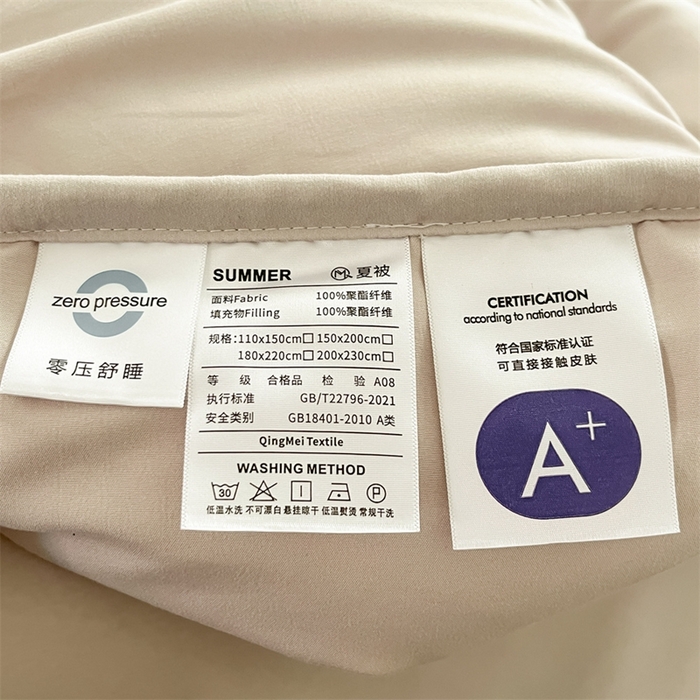 zero pressure
零压舒睡
SUMMER 夏被
面料Fabric 100%聚酯纤维
填充物Filling 100%聚酯纤维
规格:110x150cm□ 150x200cm□
180x220cm□ 200x230cm□
等 级 合格品 检 验 A08
执行标准 GB/T22796-2021
安全类别 GB18401-2010 A类
QingMei Textile
WASHING METHOD
30 P
低温水洗 不可漂白 悬挂晾干 低温熨烫 常规干洗
CERTIFICATION
according to national standards
符合国家标准认证
可直接接触皮肤
A+